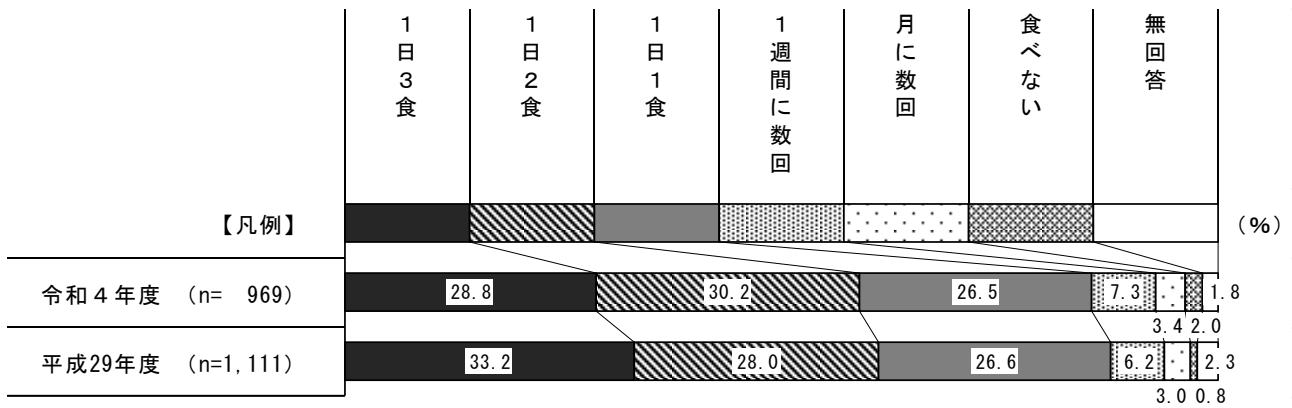 1日3食
1日2食
1日1食
1週間に数回
月に数回
食べない
無回答
【凡例】
(%)
令和4年度 (n= 969)
28.8
30.2
26.5
7.3
3.4
2.0
1.8
平成29年度 (n=1,111)
33.2
28.0
26.6
6.2
3.0
0.8
2.3